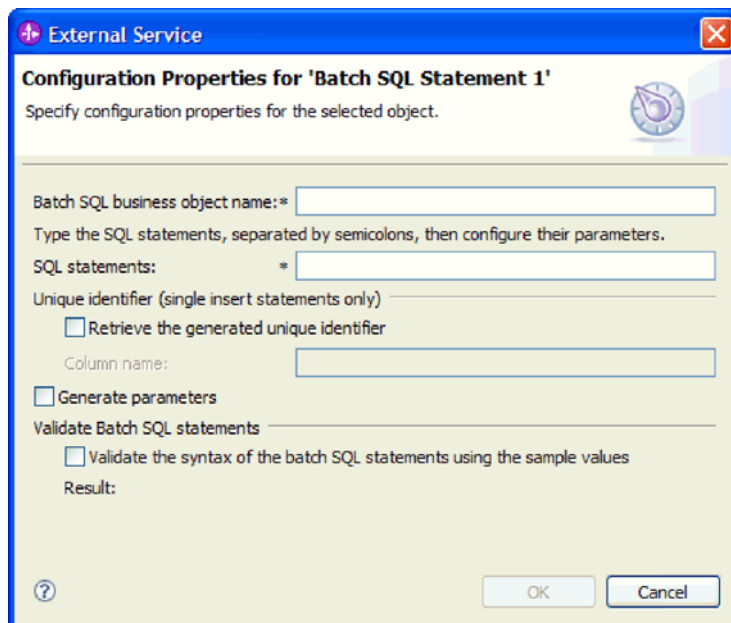 External Service
Configuration Properties for 'Batch SQL Statement 1'
Specify configuration properties for the selected object.
Batch SQL business object name:*
Type the SQL statements, separated by semicolons, then configure their parameters.
SQL statements: *
Unique identifier (single insert statements only)
Retrieve the generated unique identifier
Column name:
Generate parameters
Validate Batch SQL statements
Validate the syntax of the batch SQL statements using the sample values
Result:
? OK Cancel